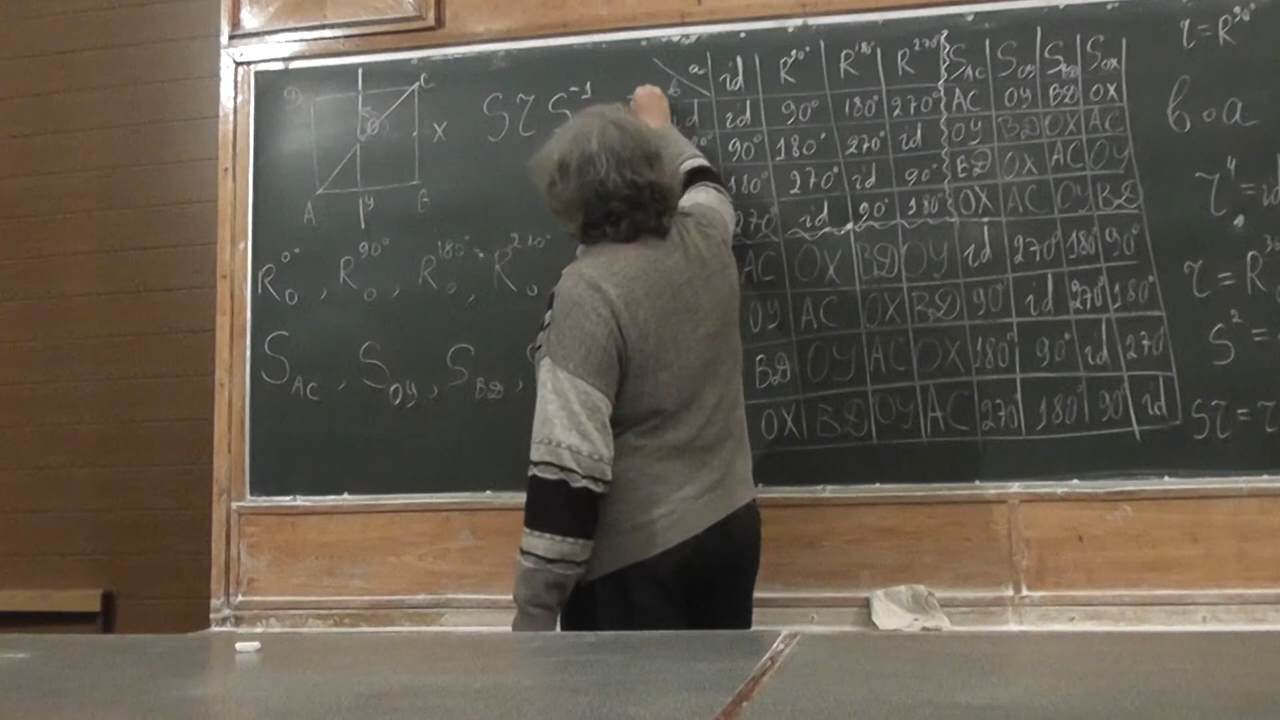 D C
O X
A y B
S τ S⁻¹
R₀⁰°, R₀⁹⁰°, R₀¹⁸⁰°, R₀²⁷⁰°
S_AC, S_OY, S_BD,
a id R⁹⁰° R¹⁸⁰° R²⁷⁰° S_AC S_OY S_BD S_OX
b
id id 90° 180° 270° AC OY BD OX
90° 180° 270° id OY BD OX AC
180° 270° id 90° BD OX AC OY
270° id 90° 180° OX AC OY BD
AC OX BD OY id 270° 180° 90°
OY AC OX BD 90° id 270° 180°
BD OY AC OX 180° 90° id 270
OX BD OY AC 270° 180° 90° id
τ = R⁹⁰°
b∘a
τ⁴ = id
τ = R
S² =
Sτ = τ